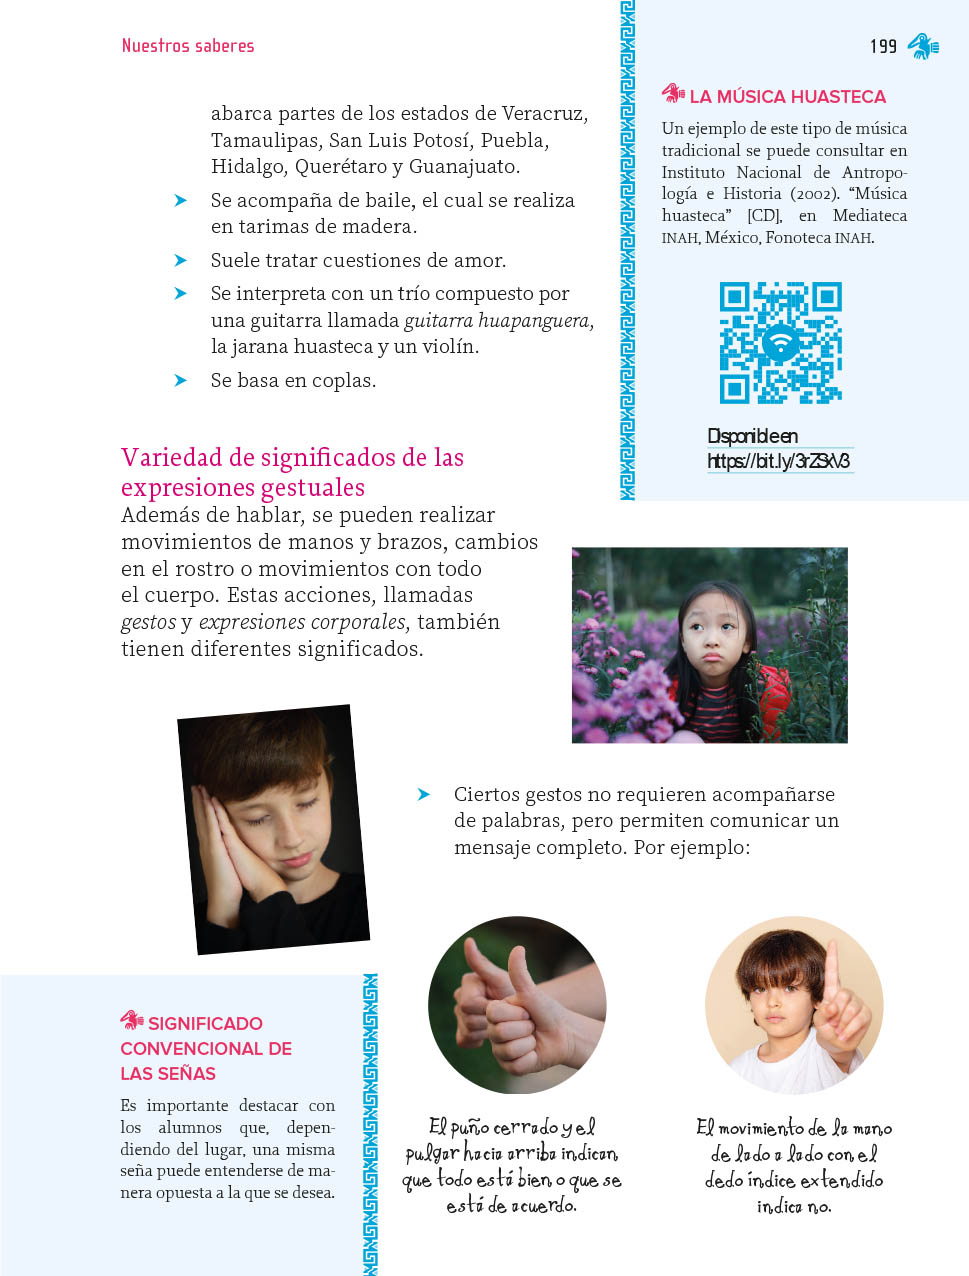 Nuestros saberes
199
abarca partes de los estados de Veracruz,
Tamaulipas, San Luis Potosí, Puebla,
Hidalgo, Querétaro y Guanajuato.
Se acompaña de baile, el cual se realiza
en tarimas de madera.
Suele tratar cuestiones de amor.
Se interpreta con un trío compuesto por
una guitarra llamada guitarra huapanguera,
la jarana huasteca y un violín.
Se basa en coplas.
LA MÚSICA HUASTECA
Un ejemplo de este tipo de música
tradicional se puede consultar en
Instituto Nacional de Antropo-
logía e Historia (2002). “Música
huasteca” [CD], en Mediateca
INAH, México, Fonoteca INAH.
Disponible en
https://bit.ly/3rZSxV3
Variedad de significados de las
expresiones gestuales
Además de hablar, se pueden realizar
movimientos de manos y brazos, cambios
en el rostro o movimientos con todo
el cuerpo. Estas acciones, llamadas
gestos y expresiones corporales, también
tienen diferentes significados.
Ciertos gestos no requieren acompañarse
de palabras, pero permiten comunicar un
mensaje completo. Por ejemplo:
SIGNIFICADO
CONVENCIONAL DE
LAS SEÑAS
Es importante destacar con
los alumnos que, depen-
diendo del lugar, una misma
seña puede entenderse de ma-
nera opuesta a la que se desea.
El puño cerrado y el
pulgar hacia arriba indican
que todo está bien o que se
está de acuerdo.
El movimiento de la mano
de lado a lado con el
dedo índice extendido
indica no.